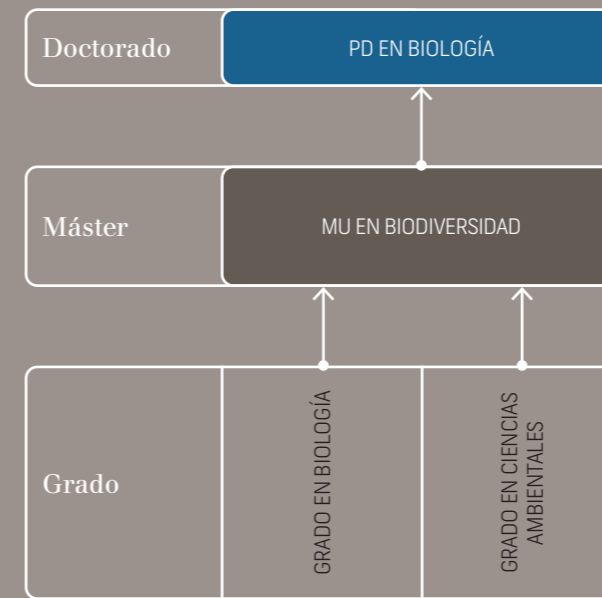 Doctorado
PD EN BIOLOGÍA
Máster
MU EN BIODIVERSIDAD
Grado
GRADO EN BIOLOGÍA
GRADO EN CIENCIAS
AMBIENTALES